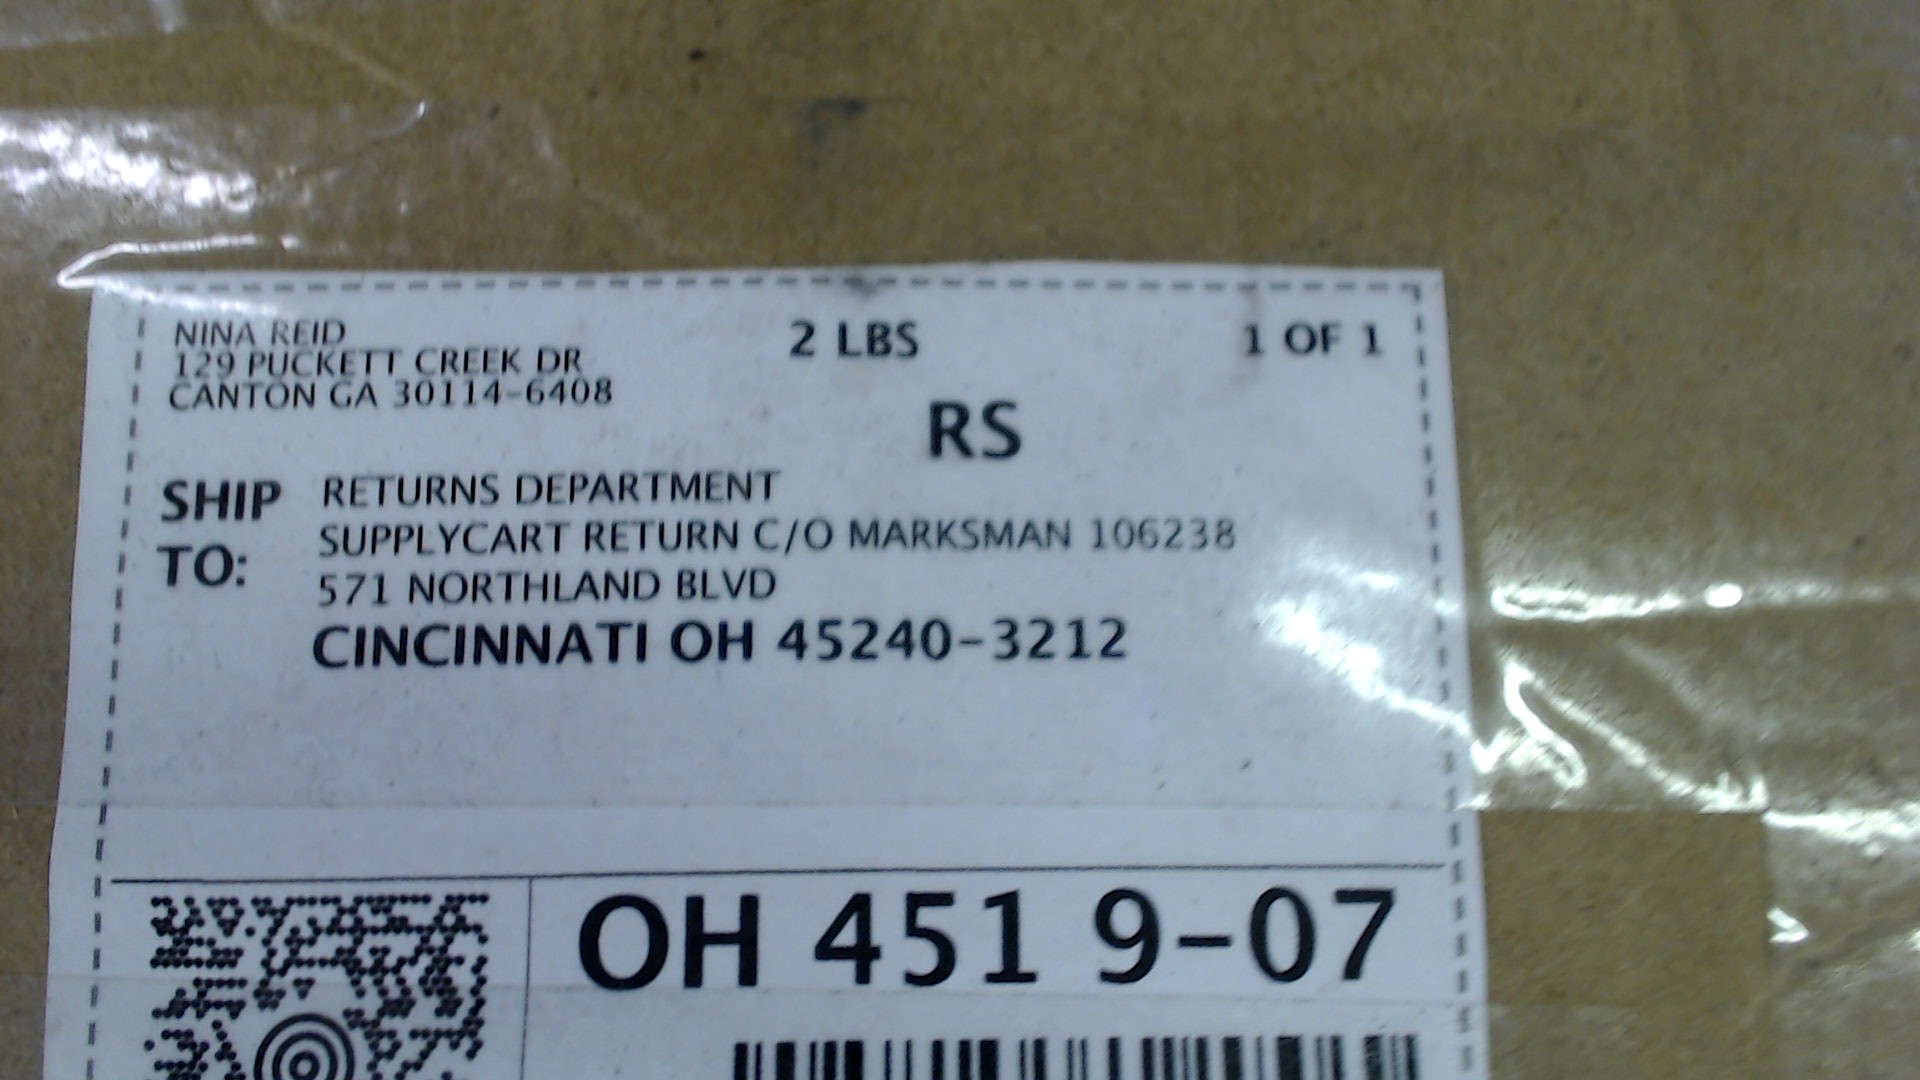 NINA REID
129 PUCKETT CREEK DR
CANTON GA 30114-6408
2 LBS
1 OF 1
RS
SHIP TO:
RETURNS DEPARTMENT
SUPPLYCART RETURN C/O MARKSMAN 106238
571 NORTHLAND BLVD
CINCINNATI OH 45240-3212
OH 451 9-07